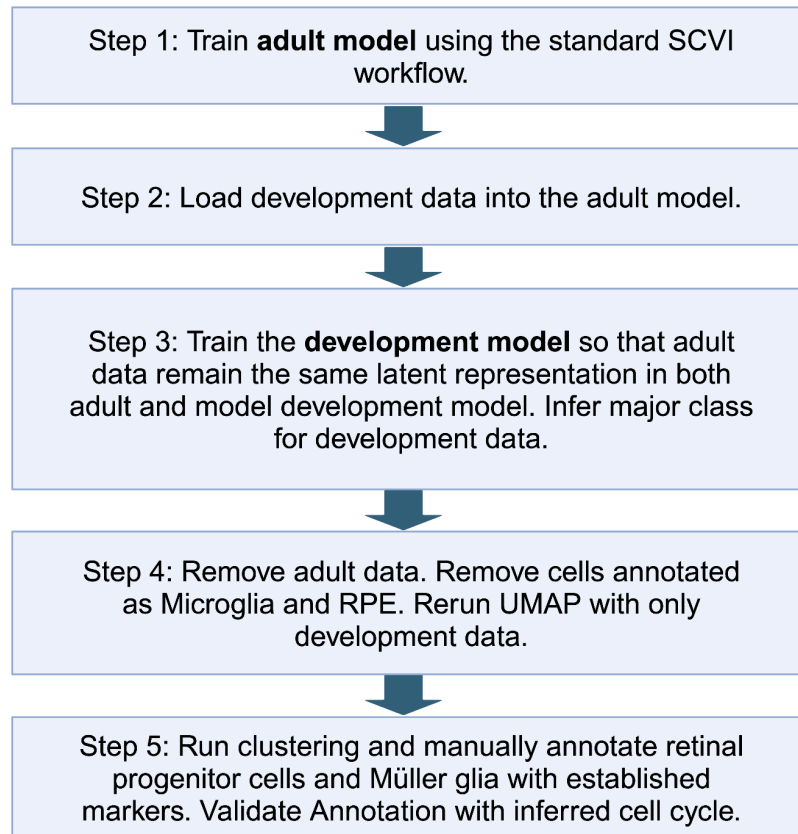 Step 1: Train adult model using the standard SCVI
workflow.
Step 2: Load development data into the adult model.
Step 3: Train the development model so that adult
data remain the same latent representation in both
adult and model development model. Infer major class
for development data.
Step 4: Remove adult data. Remove cells annotated
as Microglia and RPE. Rerun UMAP with only
development data.
Step 5: Run clustering and manually annotate retinal
progenitor cells and Müller glia with established
markers. Validate Annotation with inferred cell cycle.